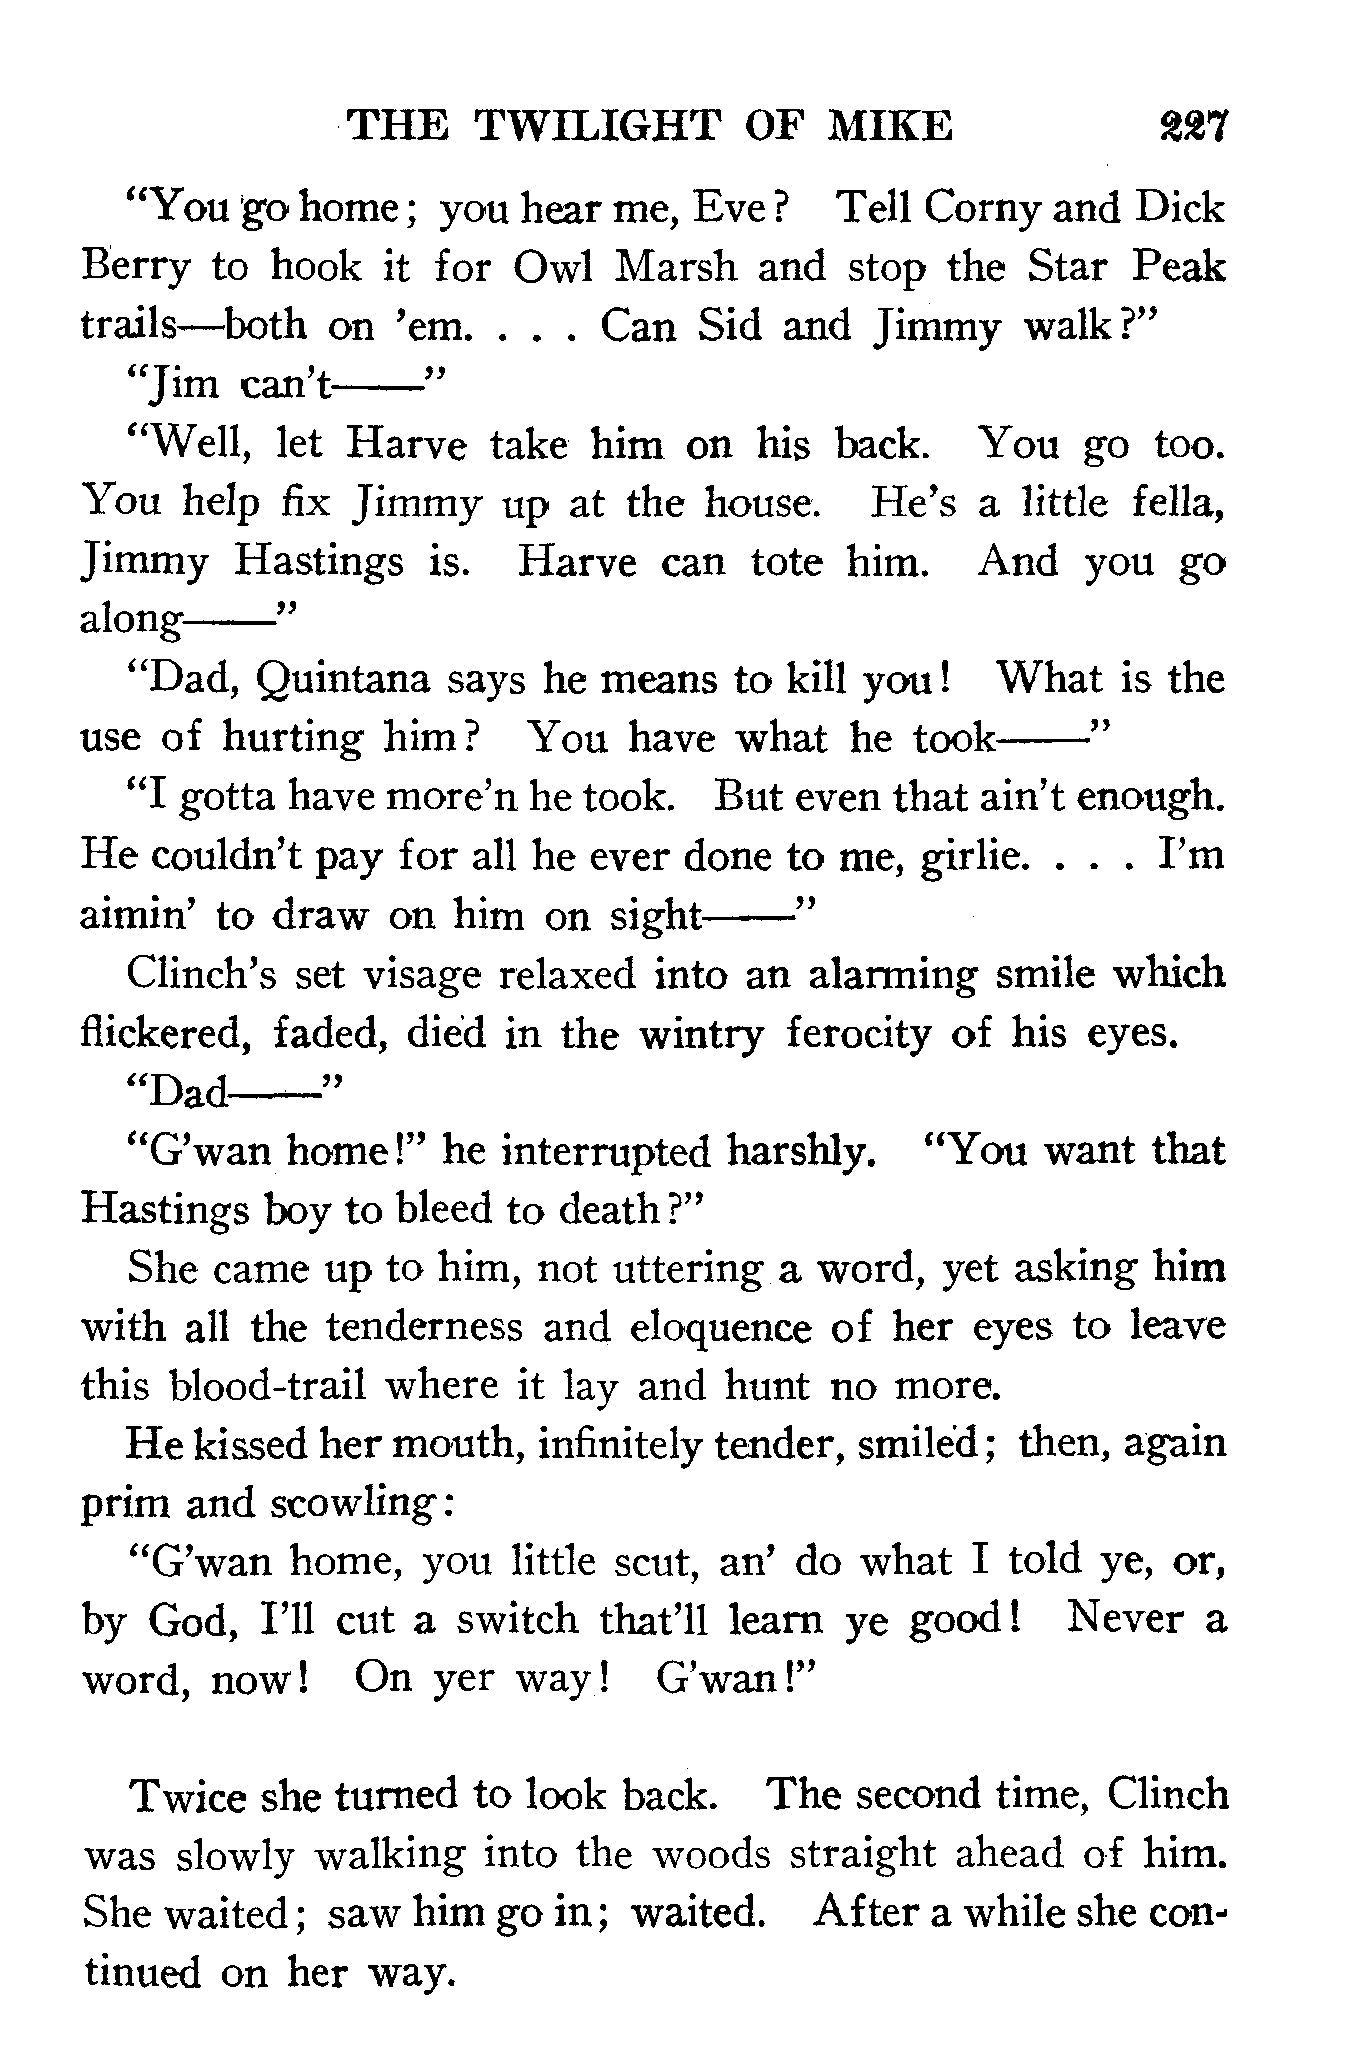 THE TWILIGHT OF MIKE 227
“You go home; you hear me, Eve? Tell Corny and Dick
Berry to hook it for Owl Marsh and stop the Star Peak
trails—both on ’em. . . . Can Sid and Jimmy walk?”
“Jim can’t——”
“Well, let Harve take him on his back. You go too.
You help fix Jimmy up at the house. He’s a little fella,
Jimmy Hastings is. Harve can tote him. And you go
along——”
“Dad, Quintana says he means to kill you! What is the
use of hurting him? You have what he took——”
“I gotta have more’n he took. But even that ain’t enough.
He couldn’t pay for all he ever done to me, girlie. . . . I’m
aimin’ to draw on him on sight——”
Clinch’s set visage relaxed into an alarming smile which
flickered, faded, died in the wintry ferocity of his eyes.
“Dad——”
“G’wan home!” he interrupted harshly. “You want that
Hastings boy to bleed to death?”
She came up to him, not uttering a word, yet asking him
with all the tenderness and eloquence of her eyes to leave
this blood-trail where it lay and hunt no more.
He kissed her mouth, infinitely tender, smiled; then, again
prim and scowling:
“G’wan home, you little scut, an’ do what I told ye, or,
by God, I’ll cut a switch that’ll learn ye good! Never a
word, now! On yer way! G’wan!”
Twice she turned to look back. The second time, Clinch
was slowly walking into the woods straight ahead of him.
She waited; saw him go in; waited. After a while she con-
tinued on her way.